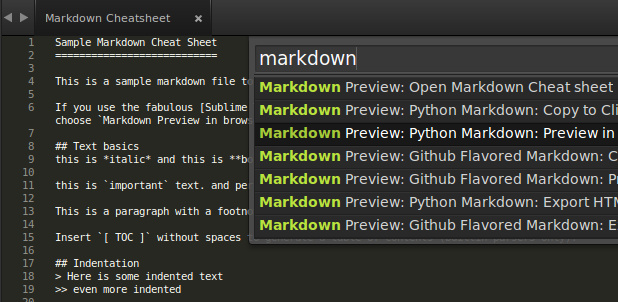 Markdown Cheatsheet ×
1 Sample Markdown Cheat Sheet
2 ===========================
3
4 This is a sample markdown file to
5
6 If you use the fabulous [Sublime
choose `Markdown Preview in brow
7
8 ## Text basics
9 this is *italic* and this is **bo
10
11 this is `important` text. and pe
12
13 This is a paragraph with a footn
14
15 Insert `[ TOC ]` without spaces
16
17 ## Indentation
18 > Here is some indented text
19 >> even more indented
20
markdown
Markdown Preview: Open Markdown Cheat sheet
Markdown Preview: Python Markdown: Copy to Cli
Markdown Preview: Python Markdown: Preview in
Markdown Preview: Github Flavored Markdown: C
Markdown Preview: Github Flavored Markdown: Pr
Markdown Preview: Python Markdown: Export HTM
Markdown Preview: Github Flavored Markdown: E